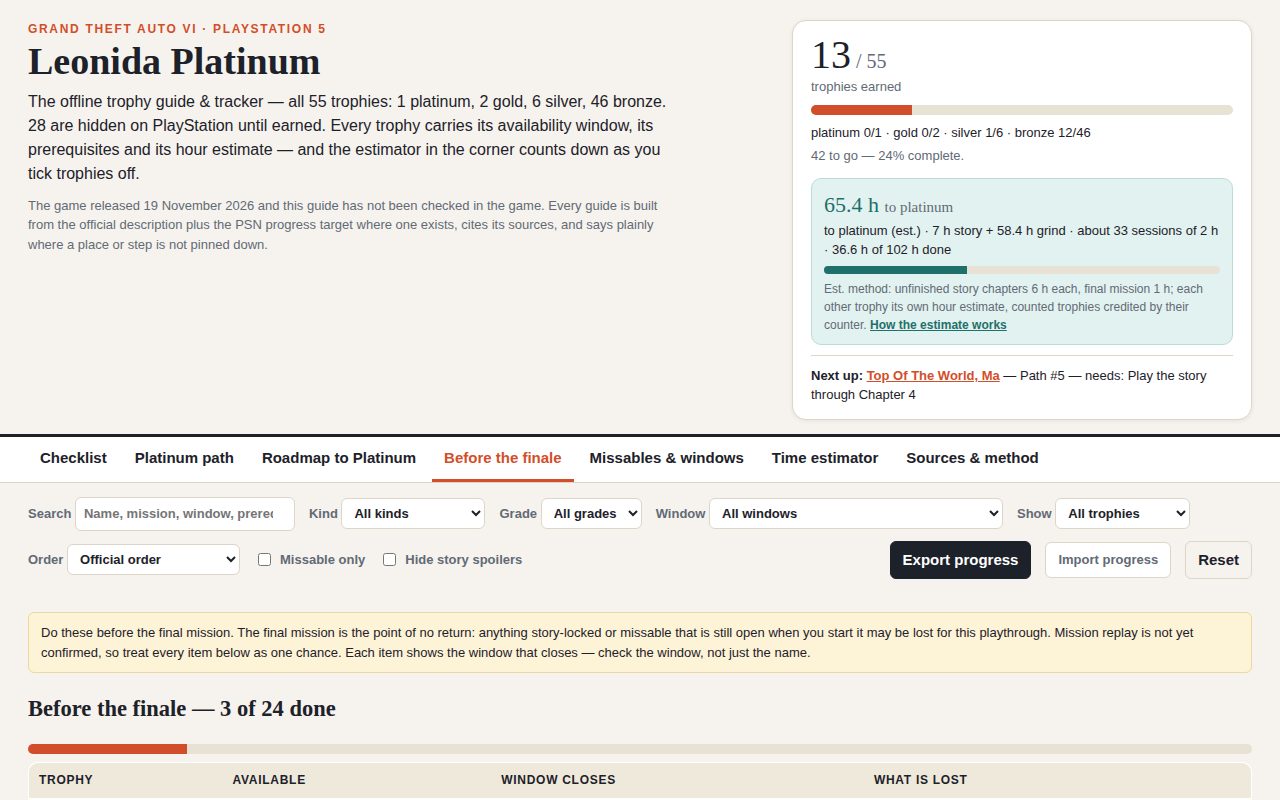 GRAND THEFT AUTO VI · PLAYSTATION 5
Leonida Platinum
The offline trophy guide & tracker — all 55 trophies: 1 platinum, 2 gold, 6 silver, 46 bronze.
28 are hidden on PlayStation until earned. Every trophy carries its availability window, its
prerequisites and its hour estimate — and the estimator in the corner counts down as you
tick trophies off.
The game released 19 November 2026 and this guide has not been checked in the game. Every guide is built
from the official description plus the PSN progress target where one exists, cites its sources, and says plainly
where a place or step is not pinned down.
13 / 55
trophies earned
platinum 0/1 · gold 0/2 · silver 1/6 · bronze 12/46
42 to go — 24% complete.
65.4 h to platinum
to platinum (est.) · 7 h story + 58.4 h grind · about 33 sessions of 2 h
· 36.6 h of 102 h done
Est. method: unfinished story chapters 6 h each, final mission 1 h; each
other trophy its own hour estimate, counted trophies credited by their
counter. How the estimate works
Next up: Top Of The World, Ma — Path #5 — needs: Play the story
through Chapter 4
Checklist Platinum path Roadmap to Platinum Before the finale Missables & windows Time estimator Sources & method
Search Name, mission, window, prereq Kind All kinds Grade All grades Window All windows Show All trophies
Order Official order Missable only Hide story spoilers Export progress Import progress Reset
Do these before the final mission. The final mission is the point of no return: anything story-locked or missable that is still open when you start it may be lost for this playthrough. Mission replay is not yet
confirmed, so treat every item below as one chance. Each item shows the window that closes — check the window, not just the name.
Before the finale — 3 of 24 done
TROPHY AVAILABLE WINDOW CLOSES WHAT IS LOST